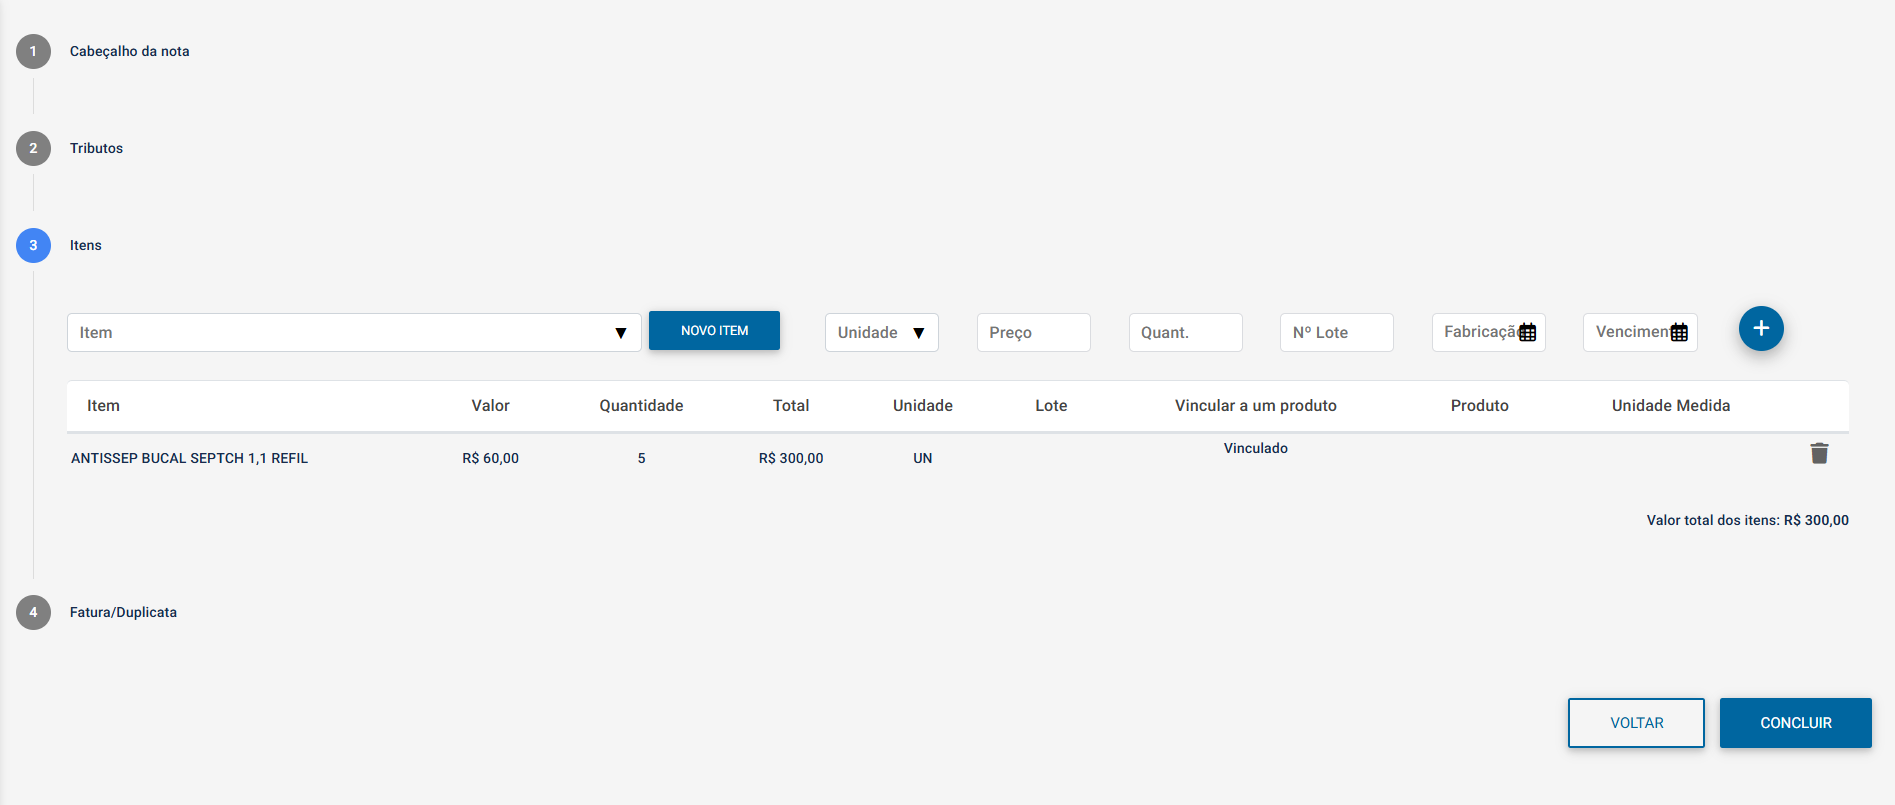 1 Cabeçalho da nota
2 Tributos
3 Itens
Item NOVO ITEM Unidade Preço Quant. Nº Lote Fabricaçã Venciment
Item Valor Quantidade Total Unidade Lote Vincular a um produto Produto Unidade Medida
ANTISSEP BUCAL SEPTCH 1,1 REFIL R$ 60,00 5 R$ 300,00 UN Vinculado
Valor total dos itens: R$ 300,00
4 Fatura/Duplicata
VOLTAR CONCLUIR